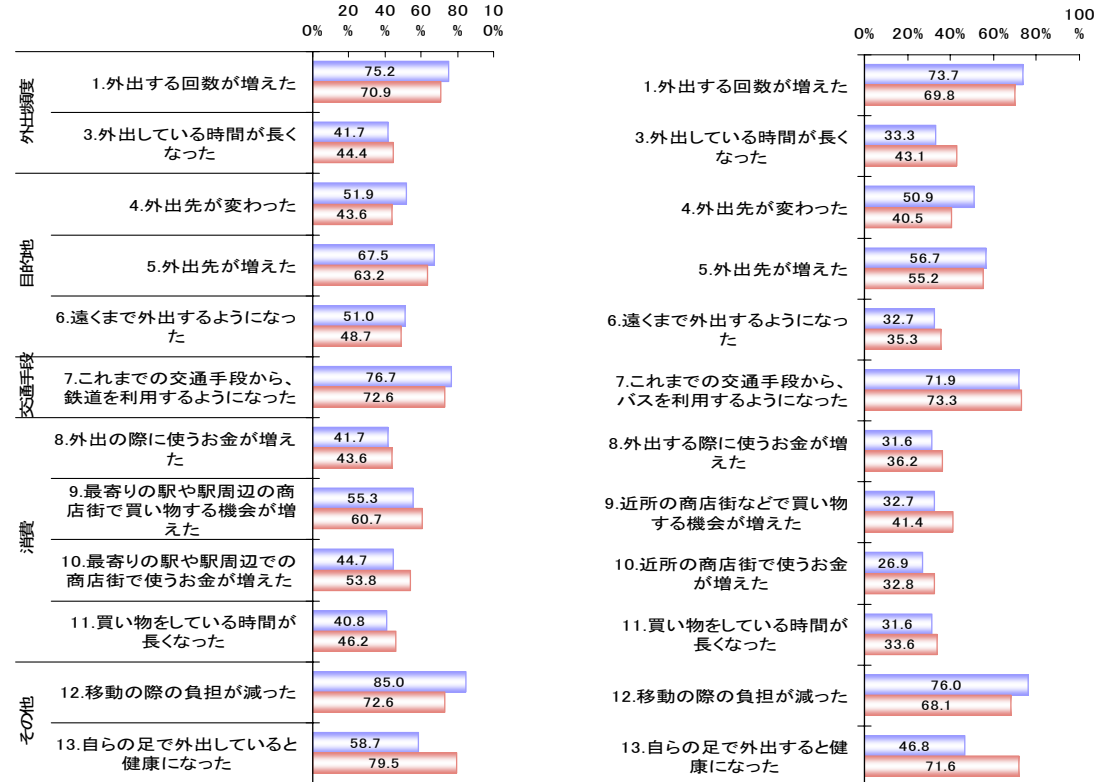 20 40 60 80 10
0% % % % % 0%
外出頻度
1.外出する回数が増えた
75.2
70.9
3.外出している時間が長く
なった
41.7
44.4
目的地
4.外出先が変わった
51.9
43.6
5.外出先が増えた
67.5
63.2
6.遠くまで外出するようになっ
た
51.0
48.7
交通手段
7.これまでの交通手段から、
鉄道を利用するようになった
76.7
72.6
消費
8.外出の際に使うお金が増え
た
41.7
43.6
9.最寄りの駅や駅周辺の商
店街で買い物する機会が増
えた
55.3
60.7
10.最寄りの駅や駅周辺での
商店街で使うお金が増えた
44.7
53.8
11.買い物をしている時間が
長くなった
40.8
46.2
その他
12.移動の際の負担が減った
85.0
72.6
13.自らの足で外出していると
健康になった
58.7
79.5
100
0% 20% 40% 60% 80% %
1.外出する回数が増えた
73.7
69.8
3.外出している時間が長く
なった
33.3
43.1
4.外出先が変わった
50.9
40.5
5.外出先が増えた
56.7
55.2
6.遠くまで外出するようになっ
た
32.7
35.3
7.これまでの交通手段から、
バスを利用するようになった
71.9
73.3
8.外出する際に使うお金が増
えた
31.6
36.2
9.近所の商店街などで買い物
する機会が増えた
32.7
41.4
10.近所の商店街で使うお金
が増えた
26.9
32.8
11.買い物をしている時間が
長くなった
31.6
33.6
12.移動の際の負担が減った
76.0
68.1
13.自らの足で外出すると健
康になった
46.8
71.6